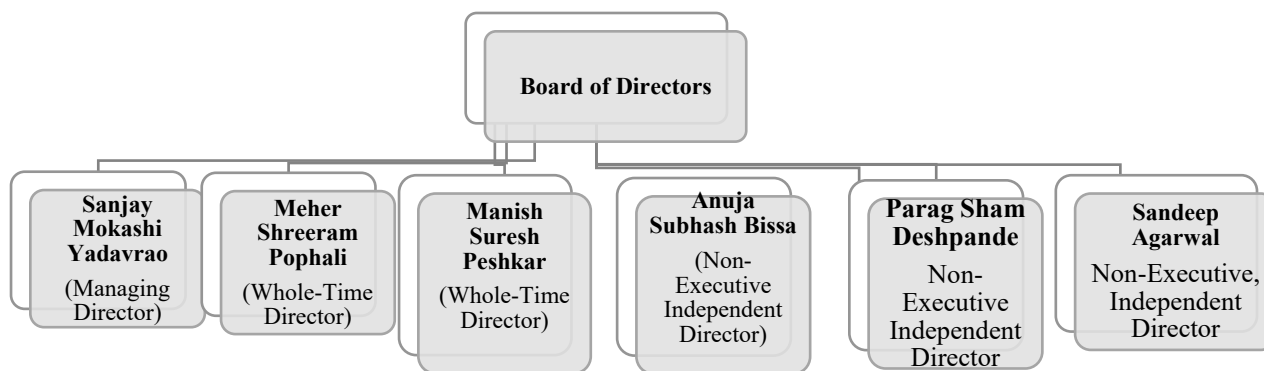 Board of Directors
Sanjay
Mokashi
Yadavrao
(Managing
Director)
Meher
Shreeram
Pophali
(Whole-Time
Director)
Manish
Suresh
Peshkar
(Whole-Time
Director)
Anuja
Subhash Bissa
(Non-
Executive
Independent
Director)
Parag Sham
Deshpande
Non-
Executive
Independent
Director
Sandeep
Agarwal
Non-Executive,
Independent
Director